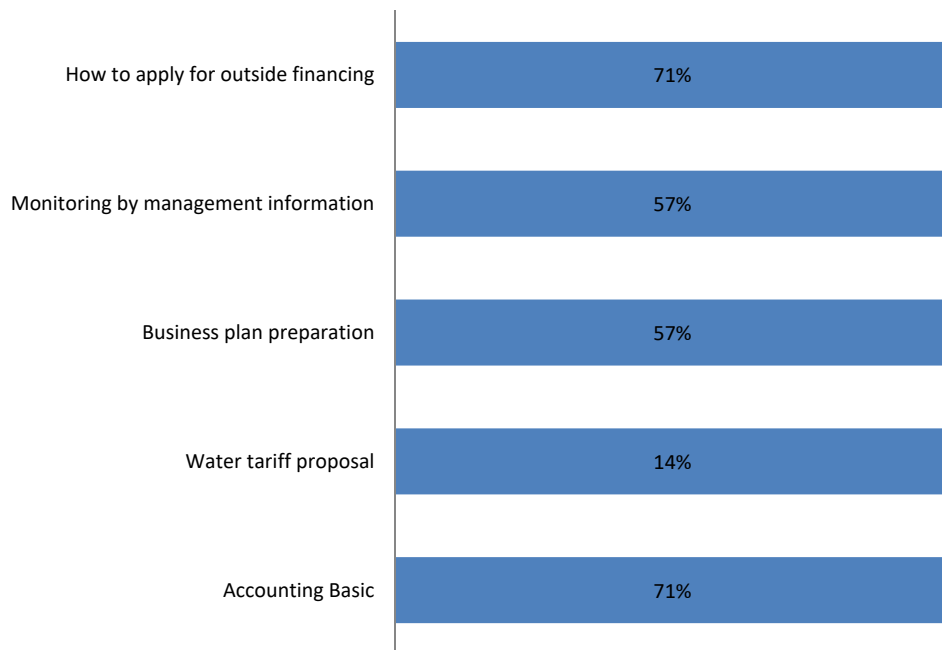 How to apply for outside financing 71%
Monitoring by management information 57%
Business plan preparation 57%
Water tariff proposal 14%
Accounting Basic 71%